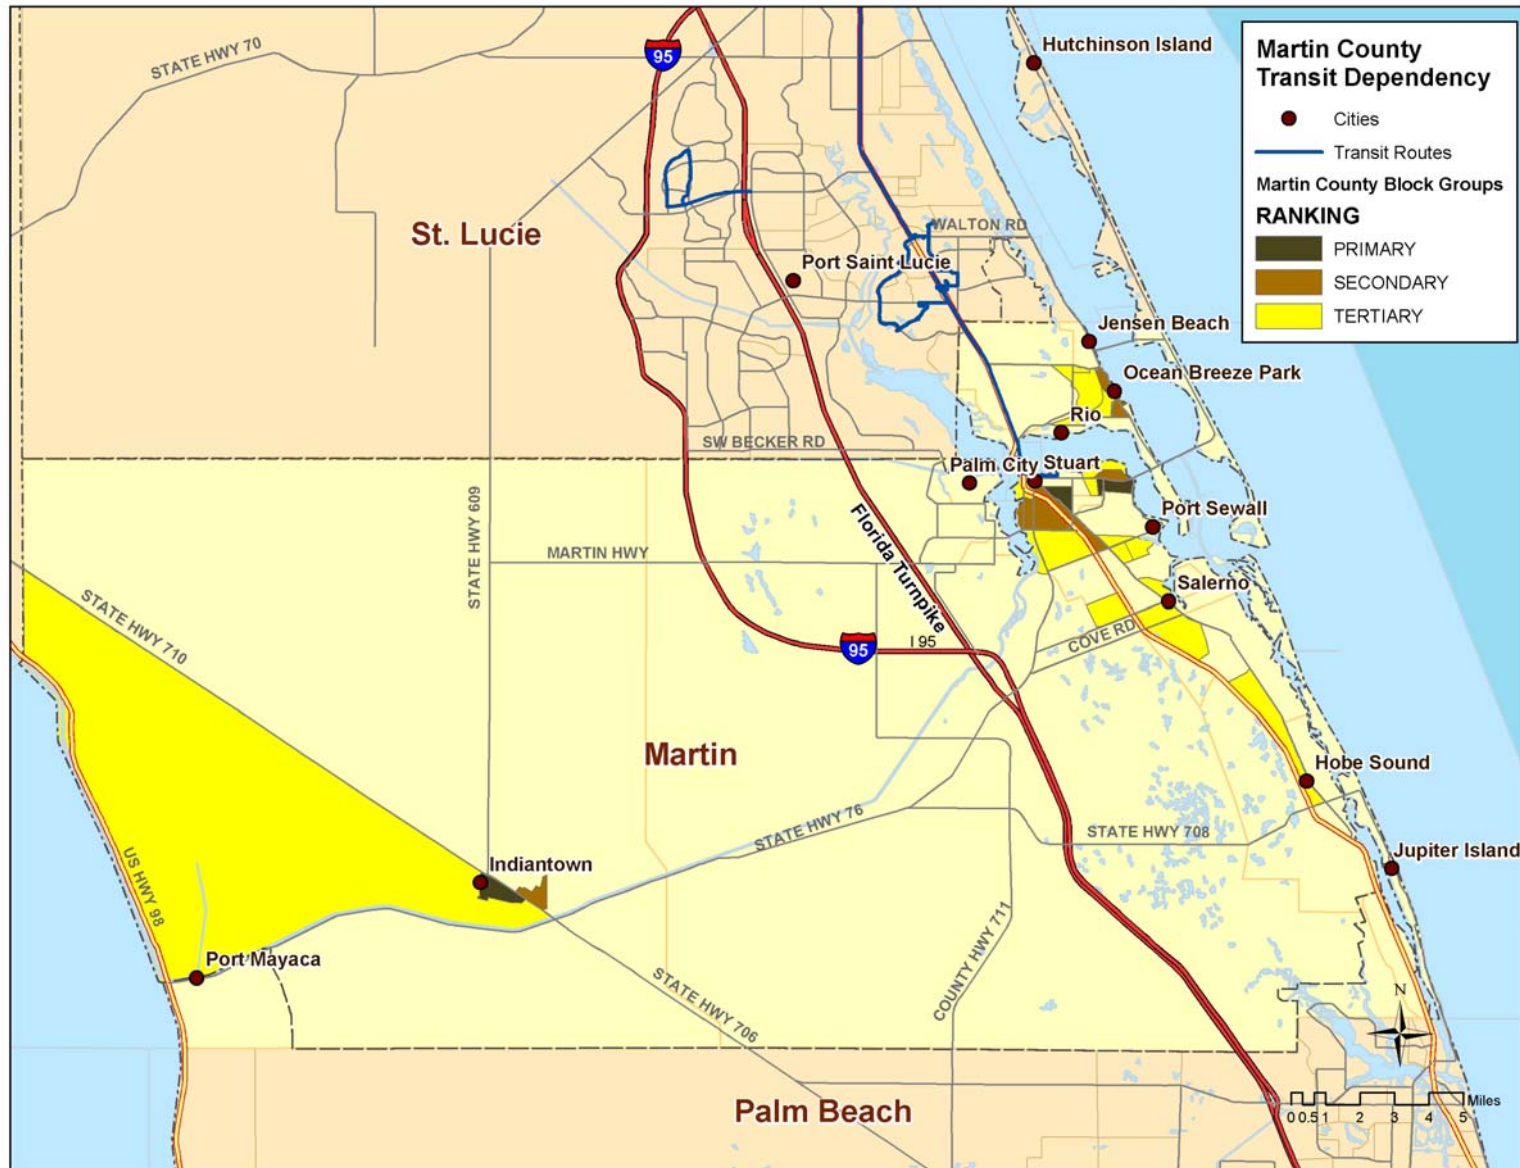 STATE HWY 70
95
Hutchinson Island
Martin County
Transit Dependency
Cities
Transit Routes
Martin County Block Groups
RANKING
PRIMARY
SECONDARY
TERTIARY
St. Lucie
WALTON RD
Port Saint Lucie
Jensen Beach
Ocean Breeze Park
Rio
SW BECKER RD
Palm City
Stuart
Port Sewall
STATE HWY 609
Florida Turnpike
MARTIN HWY
STATE HWY 710
Salerno
COVE RD
I 95
95
Martin
Hobe Sound
STATE HWY 76
STATE HWY 708
Indiantown
Jupiter Island
US HWY 98
COUNTY HWY 711
Port Mayaca
STATE HWY 706
N
Palm Beach
Miles
0 0.5 1 2 3 4 5